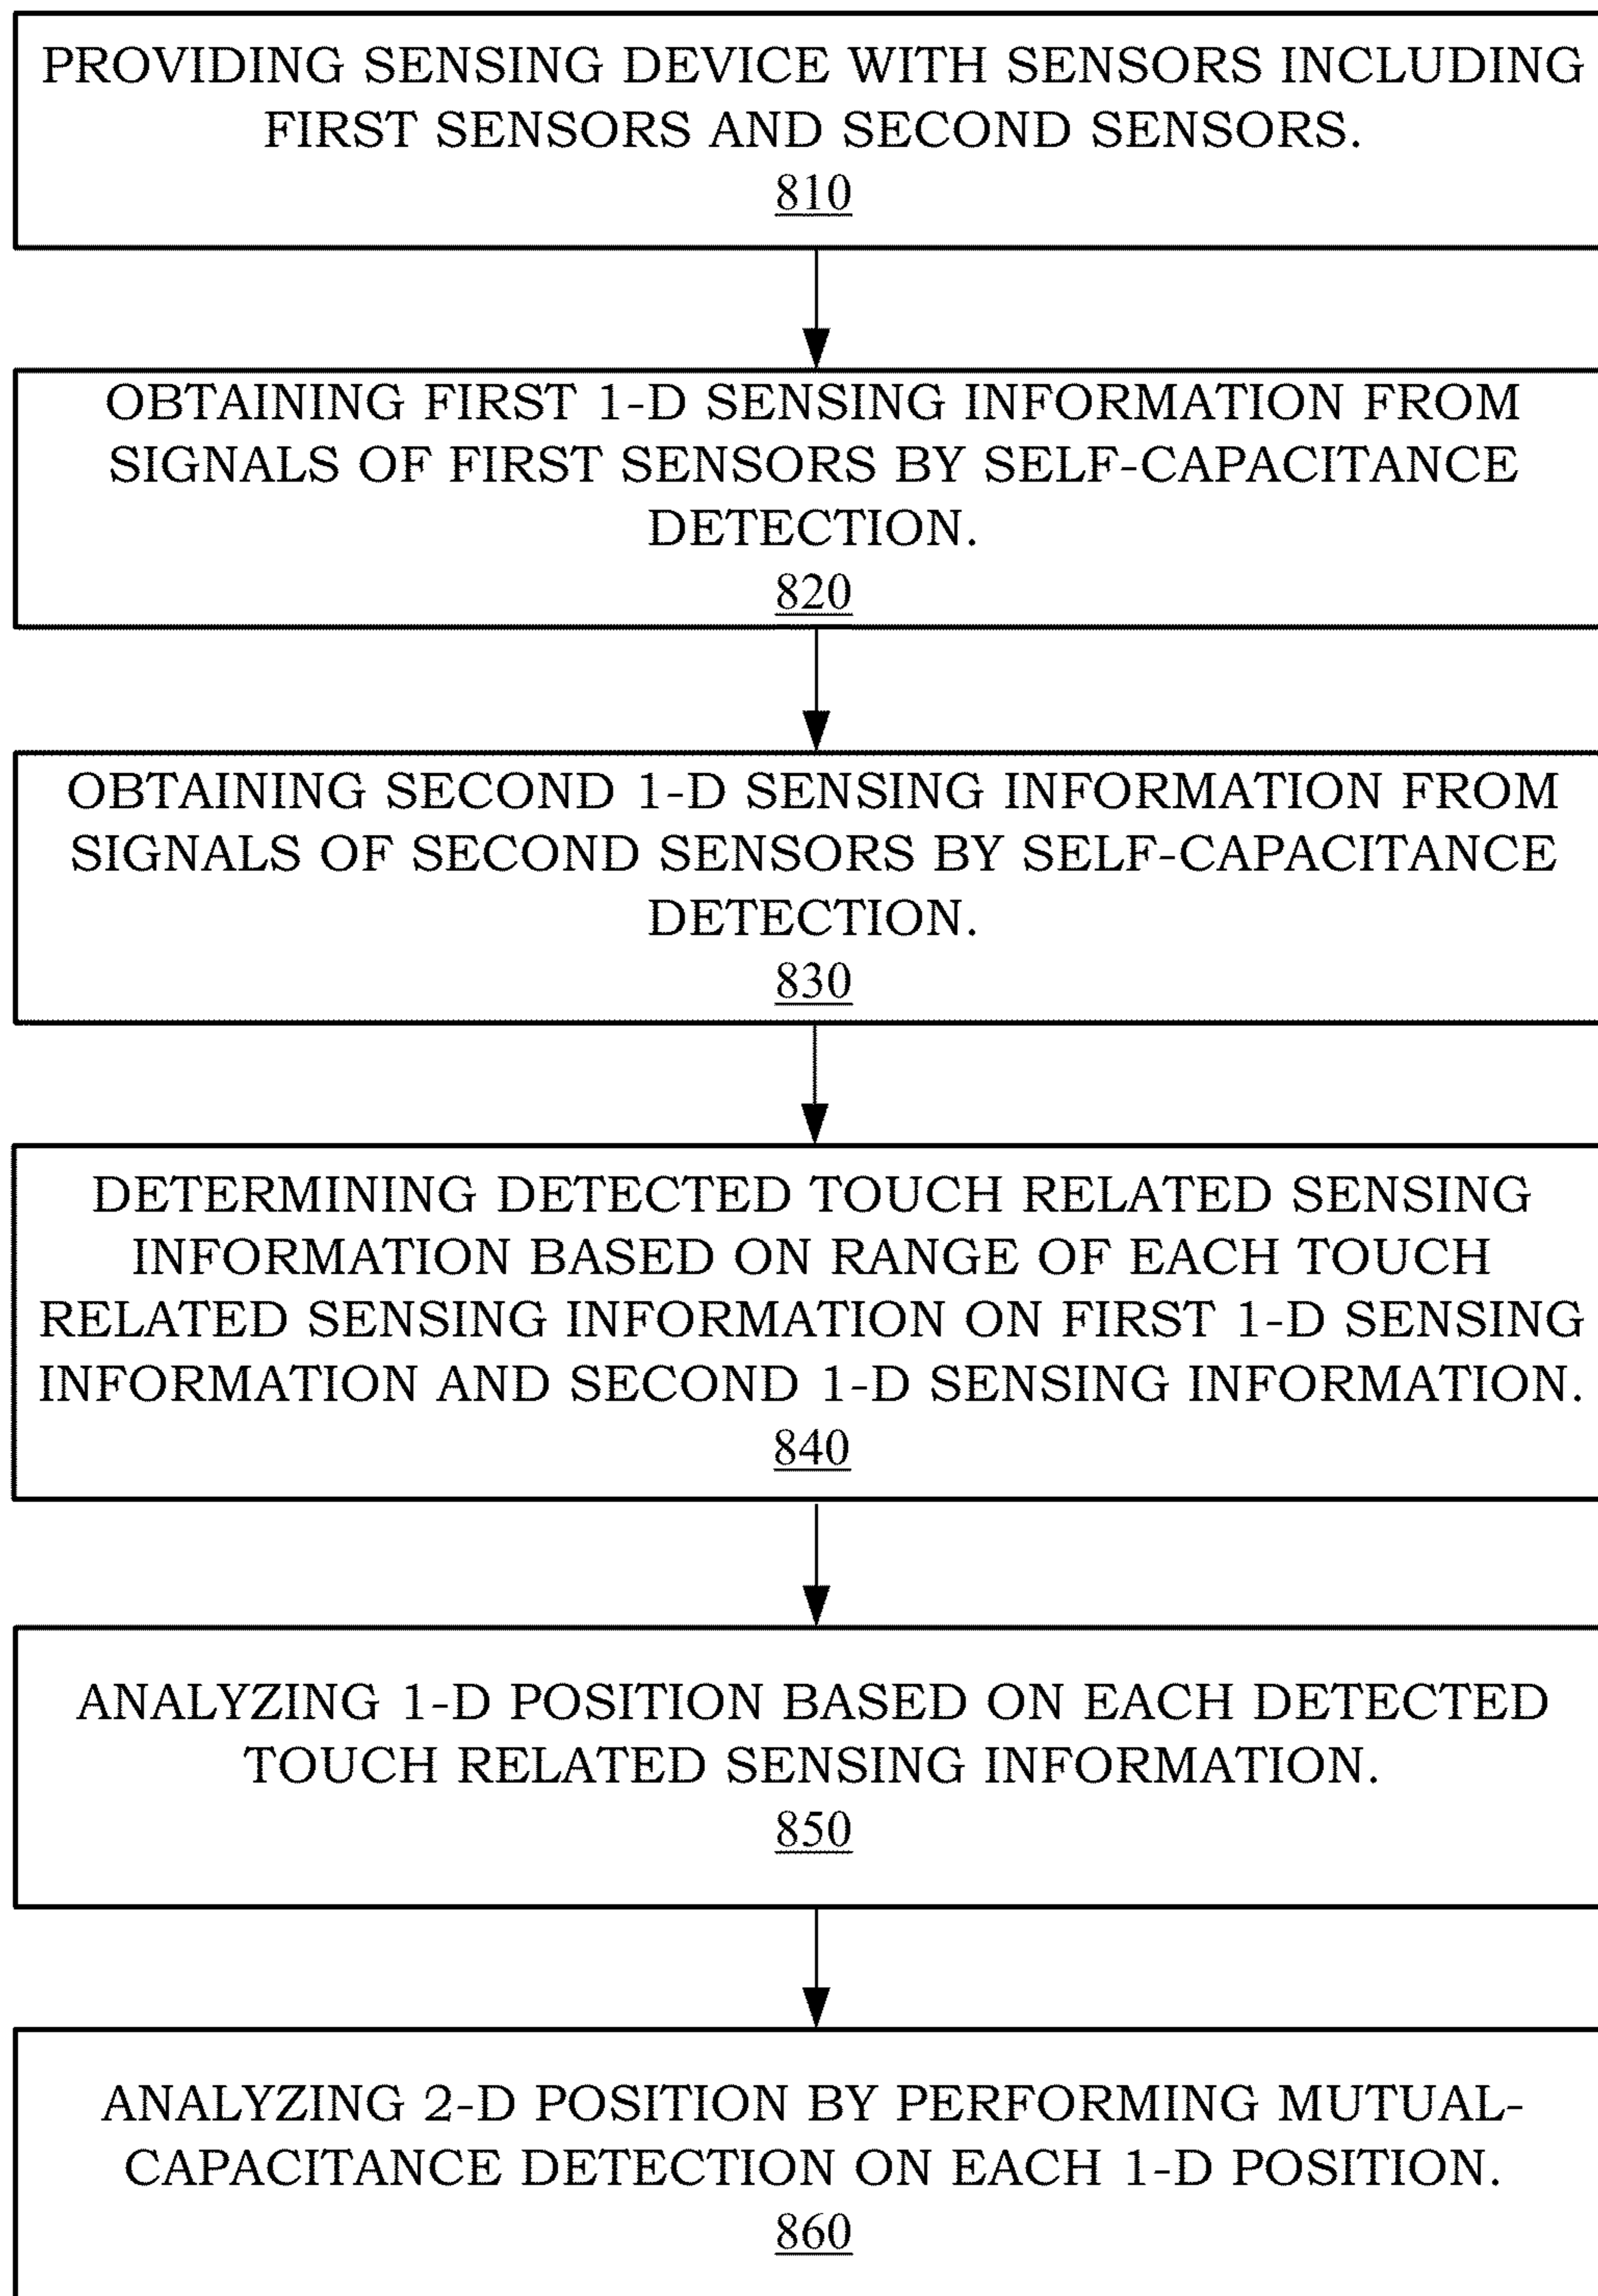 PROVIDING SENSING DEVICE WITH SENSORS INCLUDING
FIRST SENSORS AND SECOND SENSORS.
810
OBTAINING FIRST 1-D SENSING INFORMATION FROM
SIGNALS OF FIRST SENSORS BY SELF-CAPACITANCE
DETECTION.
820
OBTAINING SECOND 1-D SENSING INFORMATION FROM
SIGNALS OF SECOND SENSORS BY SELF-CAPACITANCE
DETECTION.
830
DETERMINING DETECTED TOUCH RELATED SENSING
INFORMATION BASED ON RANGE OF EACH TOUCH
RELATED SENSING INFORMATION ON FIRST 1-D SENSING
INFORMATION AND SECOND 1-D SENSING INFORMATION.
840
ANALYZING 1-D POSITION BASED ON EACH DETECTED
TOUCH RELATED SENSING INFORMATION.
850
ANALYZING 2-D POSITION BY PERFORMING MUTUAL-
CAPACITANCE DETECTION ON EACH 1-D POSITION.
860